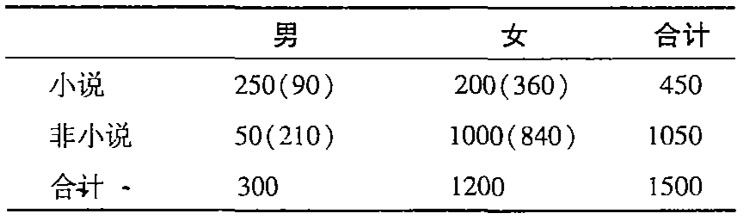 男 女 合计
小说 250(90) 200(360) 450
非小说 50(210) 1000(840) 1050
合计 300 1200 1500